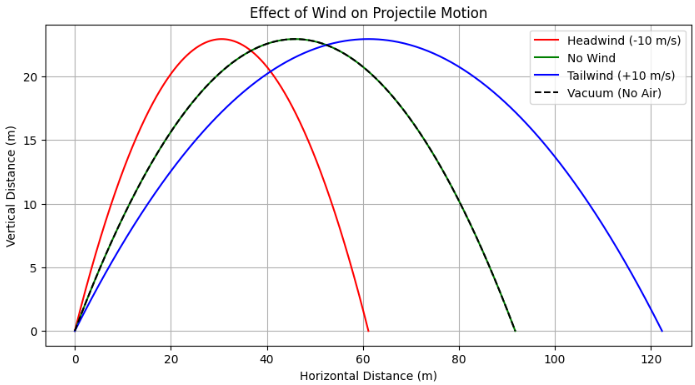 Effect of Wind on Projectile Motion
Headwind (-10 m/s)
No Wind
Tailwind (+10 m/s)
Vacuum (No Air)
Vertical Distance (m)
20
15
10
5
0
0 20 40 60 80 100 120
Horizontal Distance (m)